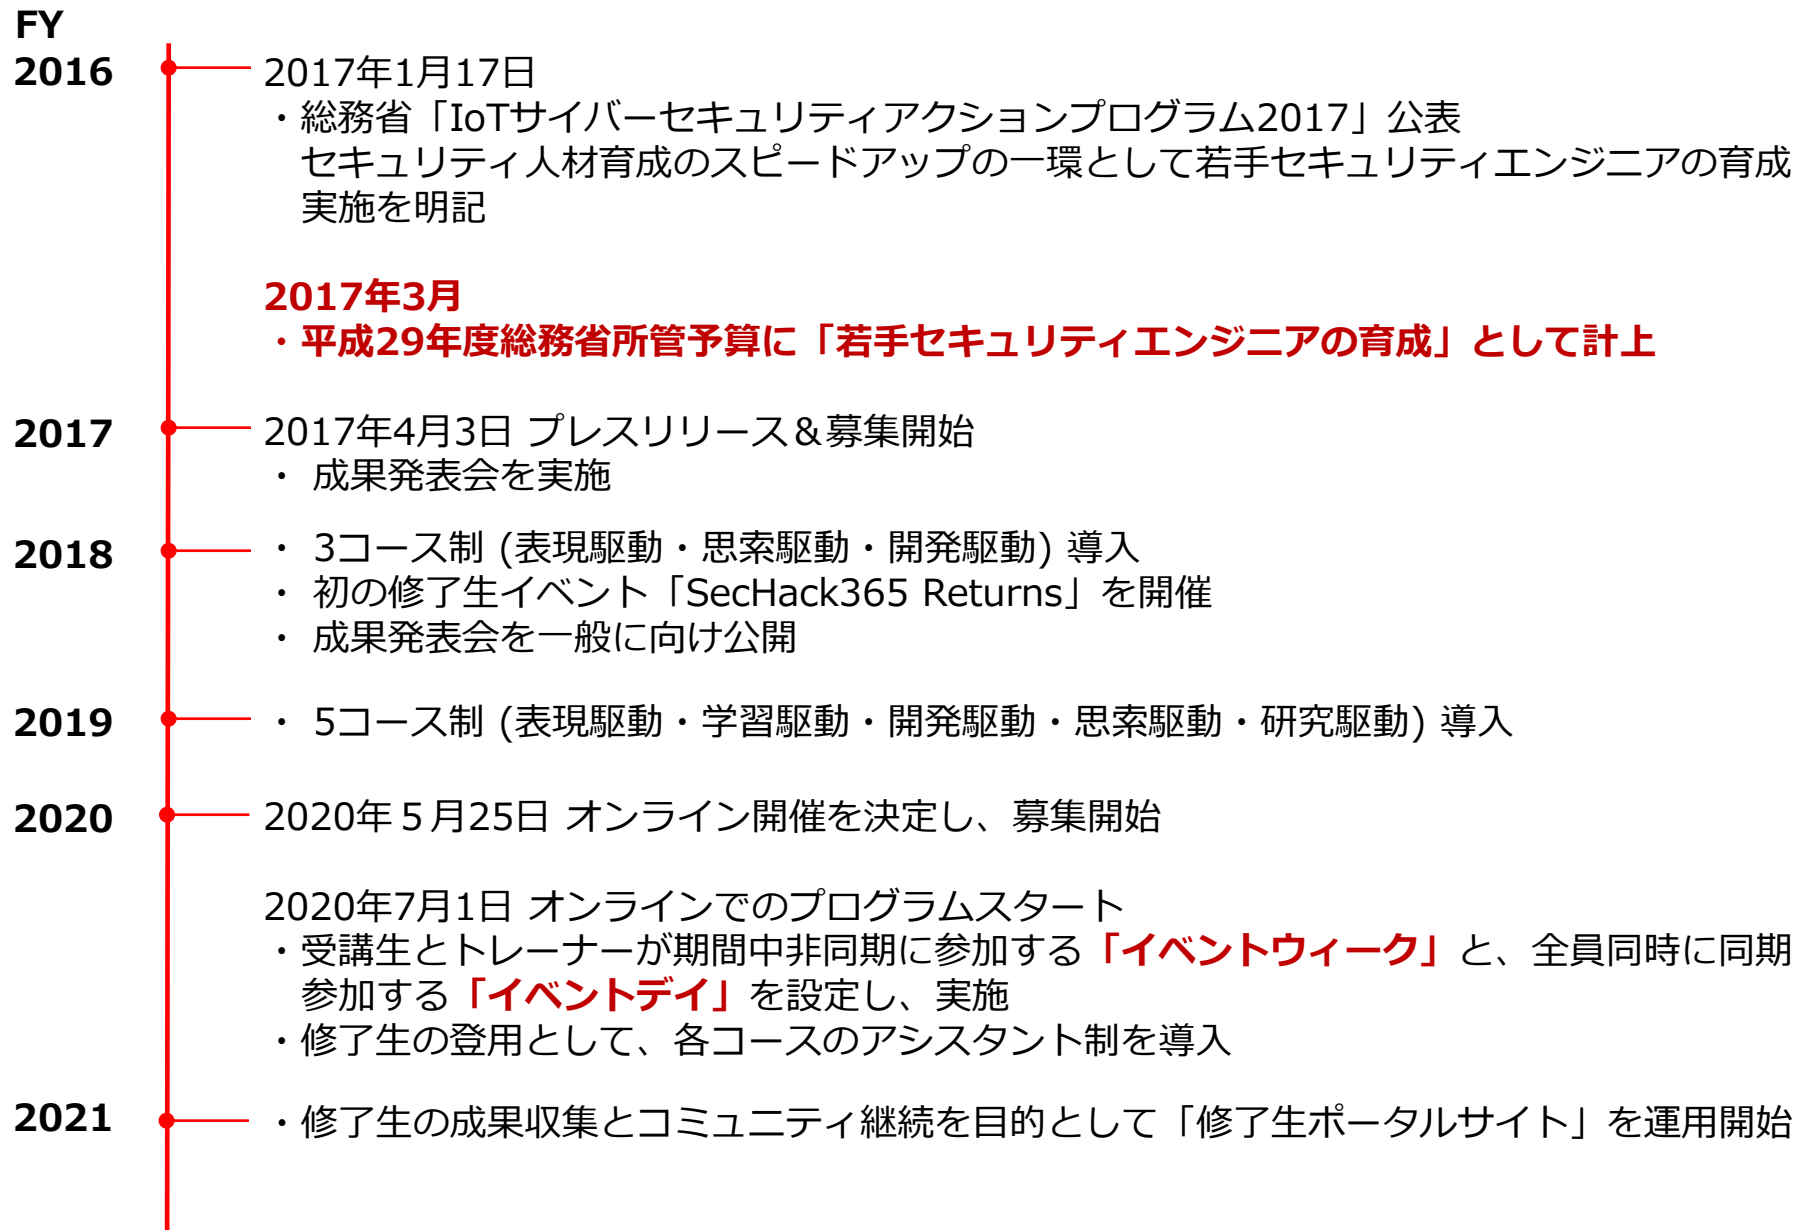 FY
2016
2017年1月17日
・総務省「IoTサイバーセキュリティアクションプログラム2017」公表
セキュリティ人材育成のスピードアップの一環として若手セキュリティエンジニアの育成
実施を明記
2017年3月
・平成29年度総務省所管予算に「若手セキュリティエンジニアの育成」として計上
2017
2017年4月3日 プレスリリース＆募集開始
・ 成果発表会を実施
2018
・ 3コース制 (表現駆動・思索駆動・開発駆動) 導入
・ 初の修了生イベント「SecHack365 Returns」を開催
・ 成果発表会を一般に向け公開
2019
・ 5コース制 (表現駆動・学習駆動・開発駆動・思索駆動・研究駆動) 導入
2020
2020年５月25日 オンライン開催を決定し、募集開始
2020年7月1日 オンラインでのプログラムスタート
・受講生とトレーナーが期間中非同期に参加する「イベントウィーク」と、全員同時に同期
参加する「イベントデイ」を設定し、実施
・修了生の登用として、各コースのアシスタント制を導入
2021
・修了生の成果収集とコミュニティ継続を目的として「修了生ポータルサイト」を運用開始